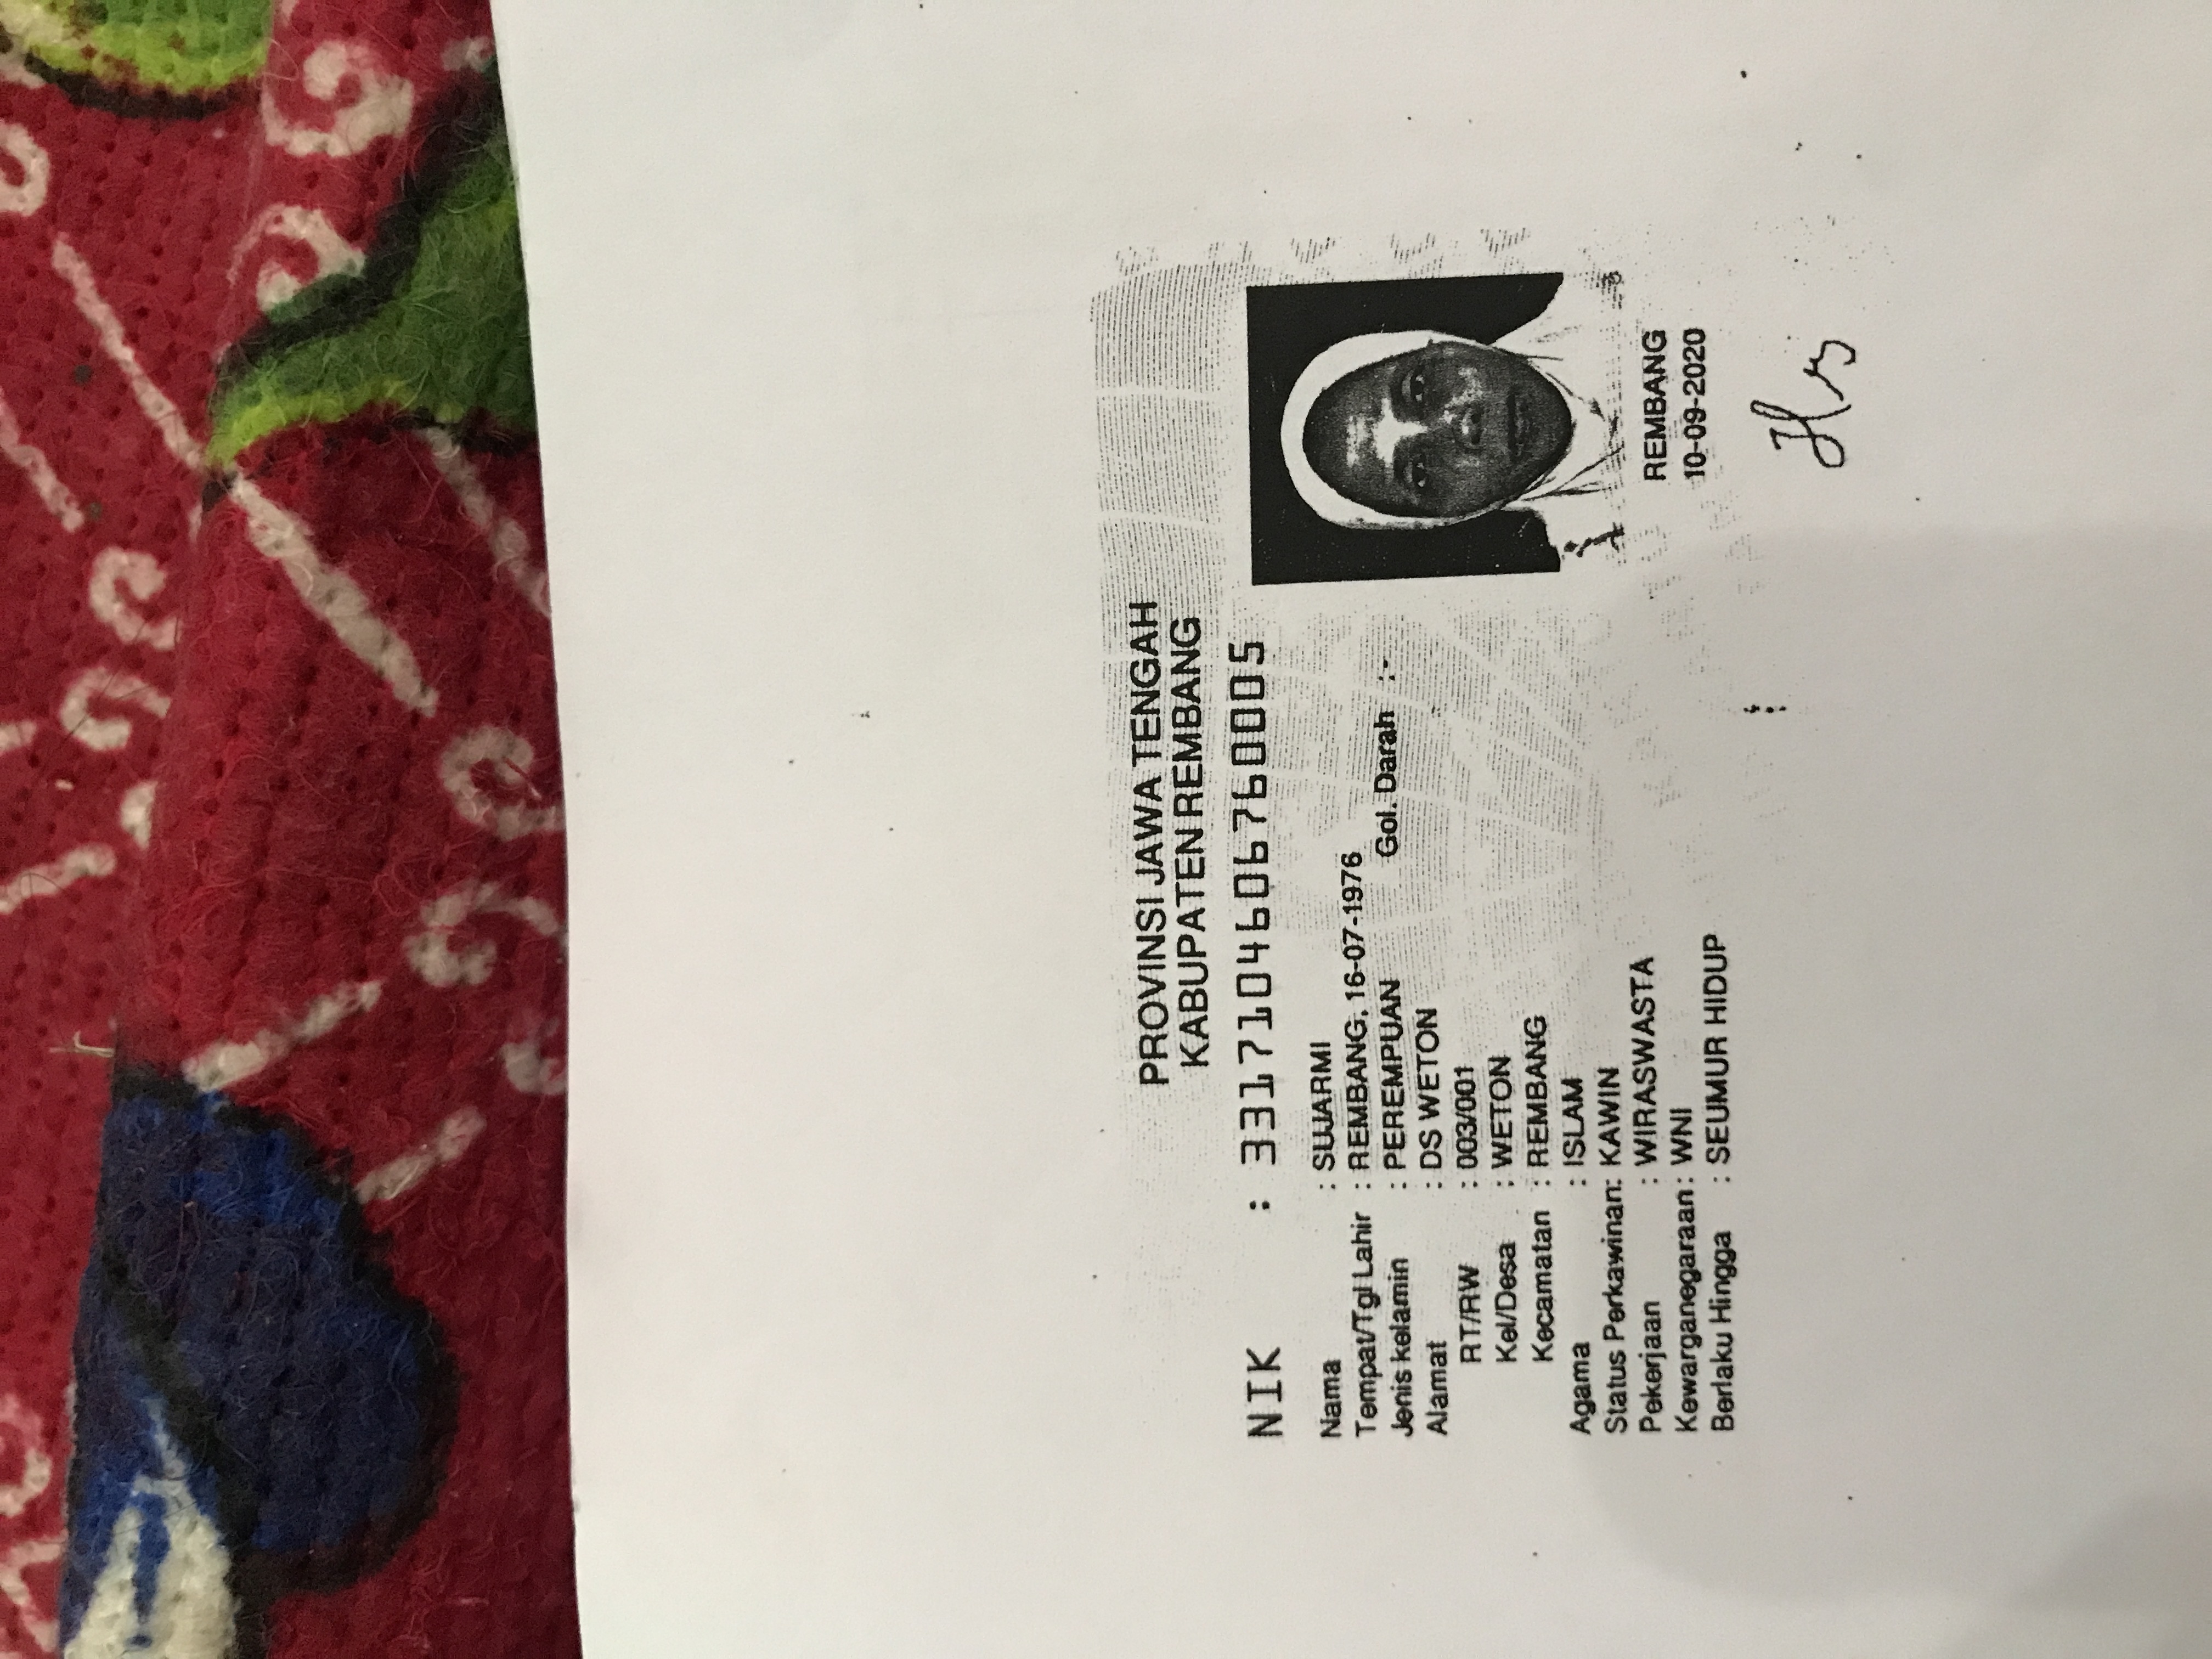 PROVINSI JAWA TENGAH
KABUPATEN REMBANG
NIK : 3317104606760005
Nama : SUJARMI
Tempat/Tgl Lahir : REMBANG, 16-07-1976
Jenis kelamin : PEREMPUAN Gol. Darah :-
Alamat : DS WETON
RT/RW : 003/001
Kel/Desa : WETON
Kecamatan : REMBANG
Agama : ISLAM
Status Perkawinan: KAWIN
Pekerjaan : WIRASWASTA
Kewarganegaraan: WNI
Berlaku Hingga : SEUMUR HIDUP
REMBANG
10-09-2020